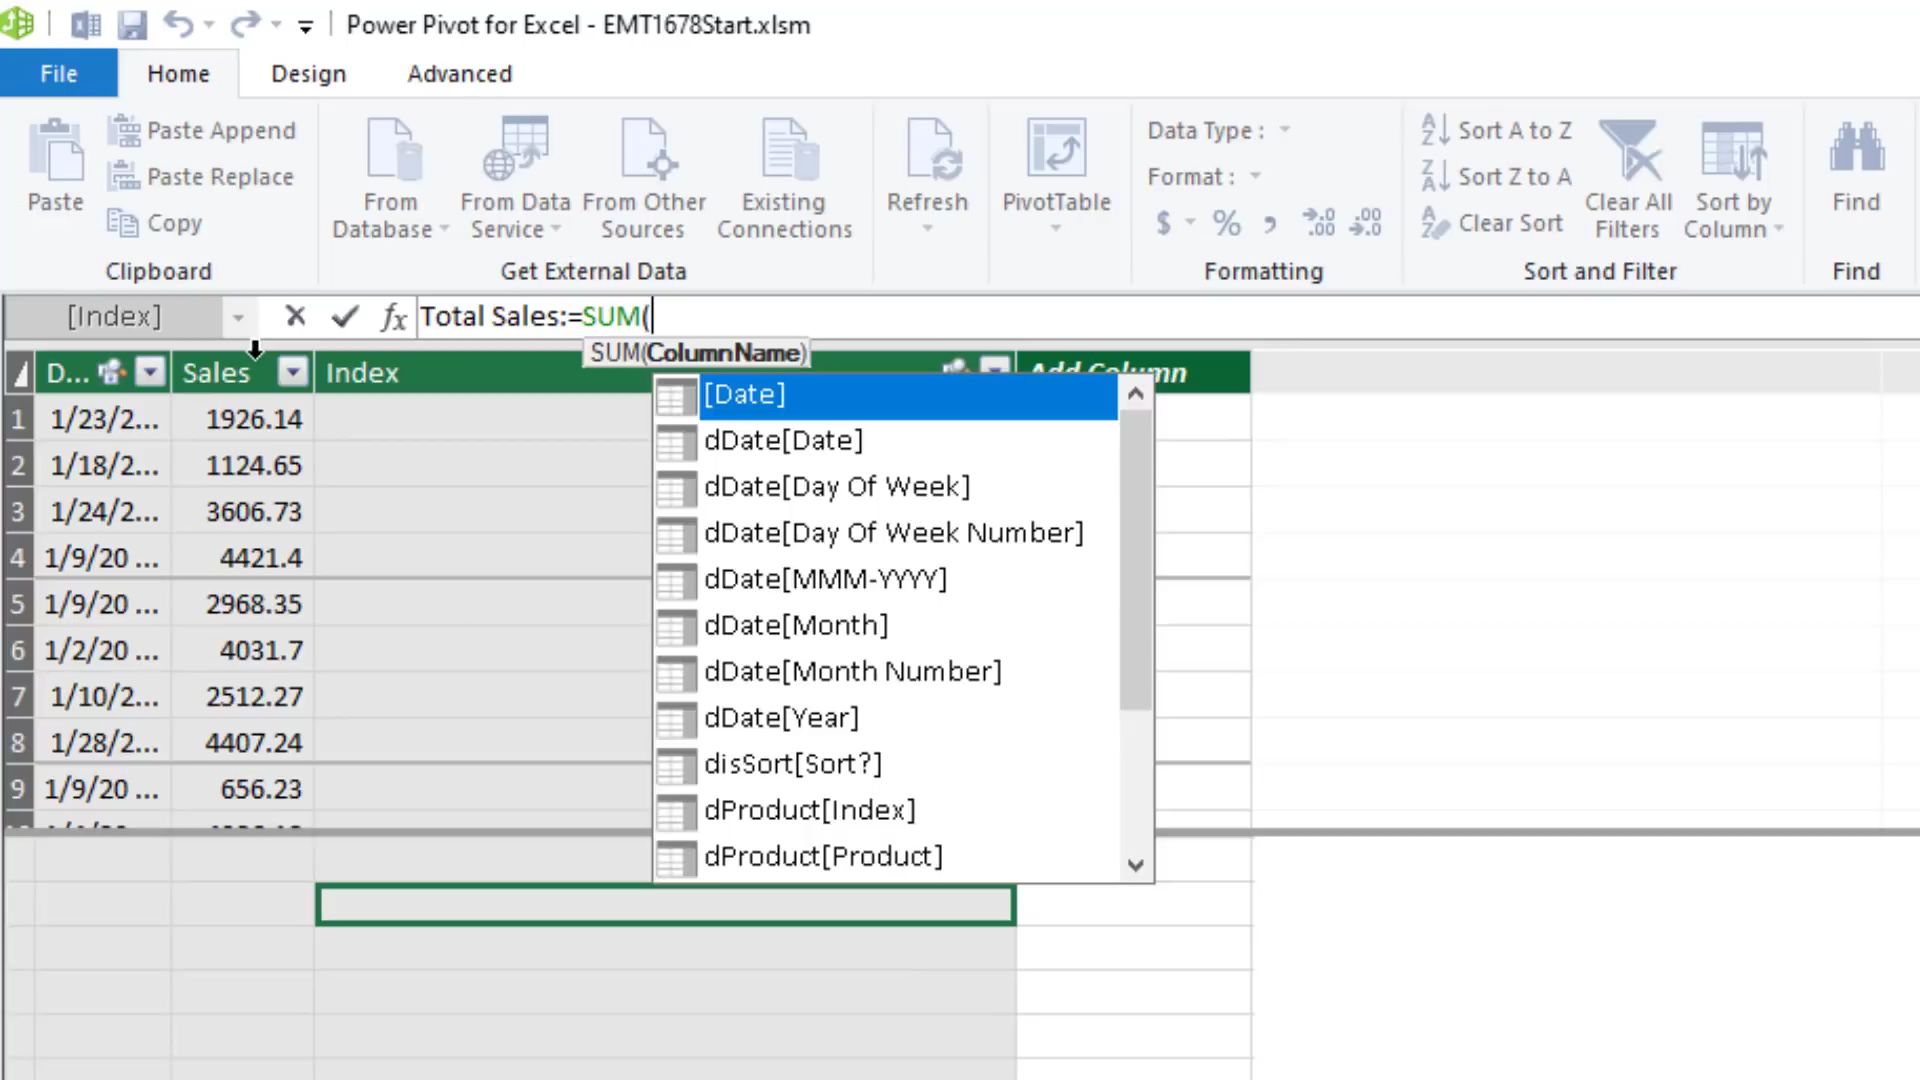 Power Pivot for Excel - EMT1678Start.xlsm
File Home Design Advanced
Paste
Paste Append
Paste Replace
Copy
Clipboard
From Database
From Data Service
From Other Sources
Existing Connections
Get External Data
Refresh
PivotTable
Data Type :
Format :
$ % , .0 .00 .00 .0
Formatting
Sort A to Z
Sort Z to A
Clear Sort
Clear All Filters
Sort by Column
Sort and Filter
Find
Find
[Index] fx Total Sales:=SUM(
SUM(ColumnName)
D... Sales Index Add Column
1 1/23/2... 1926.14
2 1/18/2... 1124.65
3 1/24/2... 3606.73
4 1/9/20 ... 4421.4
5 1/9/20 ... 2968.35
6 1/2/20 ... 4031.7
7 1/10/2... 2512.27
8 1/28/2... 4407.24
9 1/9/20 ... 656.23
[Date]
dDate[Date]
dDate[Day Of Week]
dDate[Day Of Week Number]
dDate[MMM-YYYY]
dDate[Month]
dDate[Month Number]
dDate[Year]
disSort[Sort?]
dProduct[Index]
dProduct[Product]